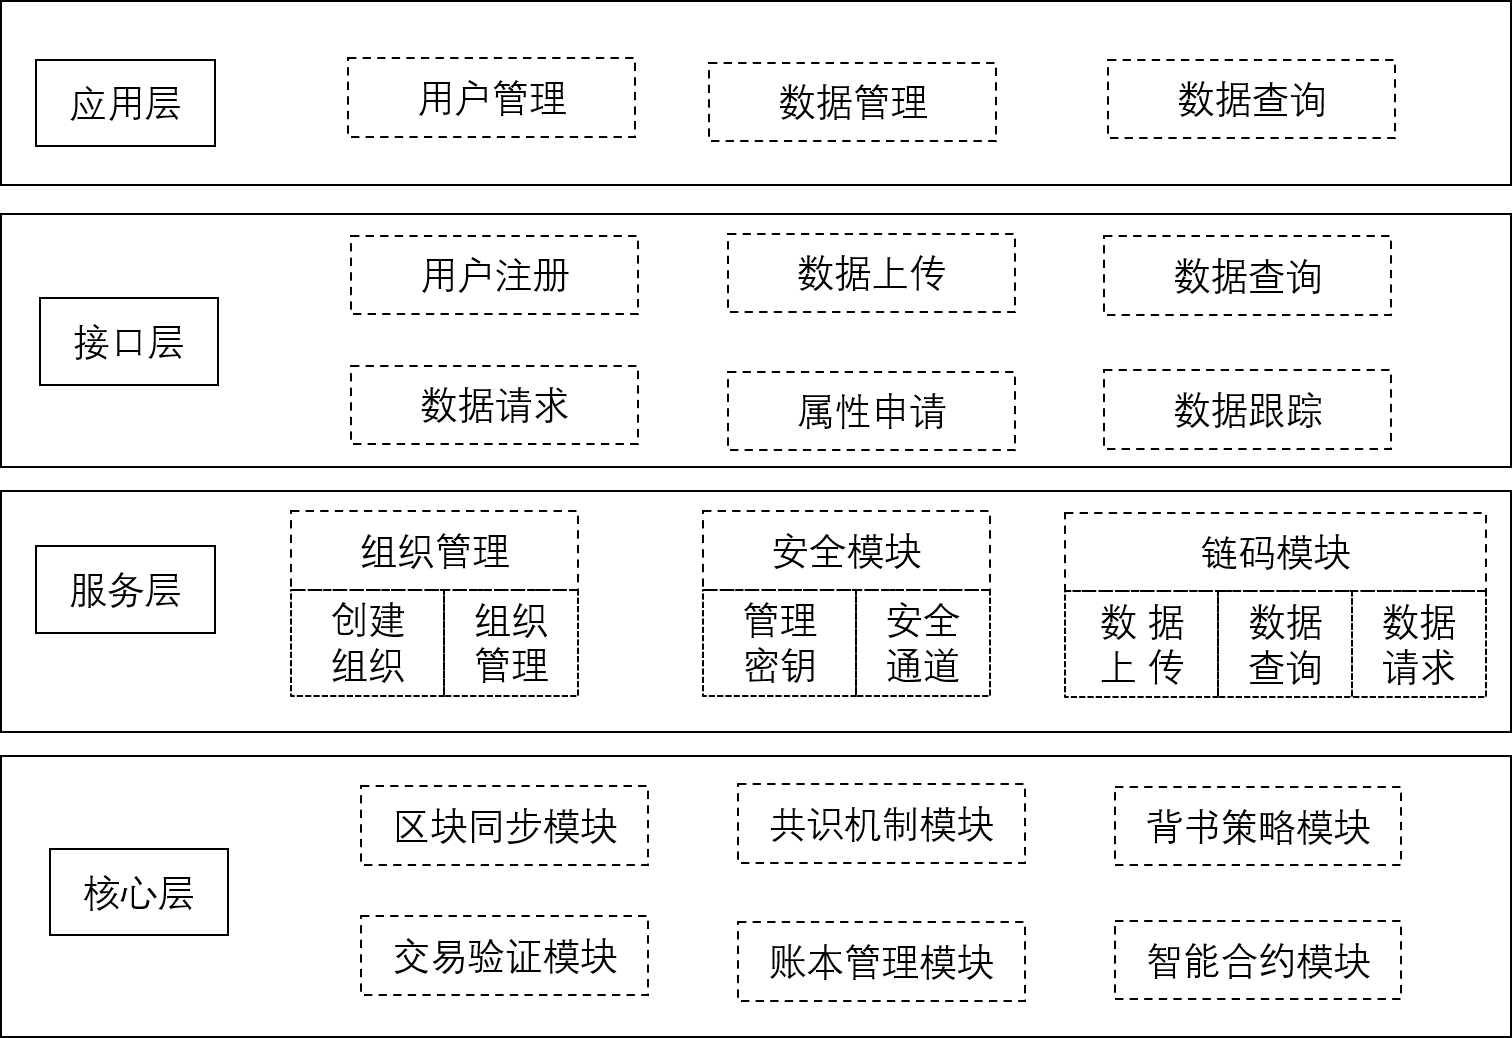 应用层
用户管理
数据管理
数据查询
接口层
用户注册
数据上传
数据查询
数据请求
属性申请
数据跟踪
服务层
组织管理
创建
组织
组织
管理
安全模块
管理
密钥
安全
通道
链码模块
数 据
上 传
数据
查询
数据
请求
核心层
区块同步模块
共识机制模块
背书策略模块
交易验证模块
账本管理模块
智能合约模块